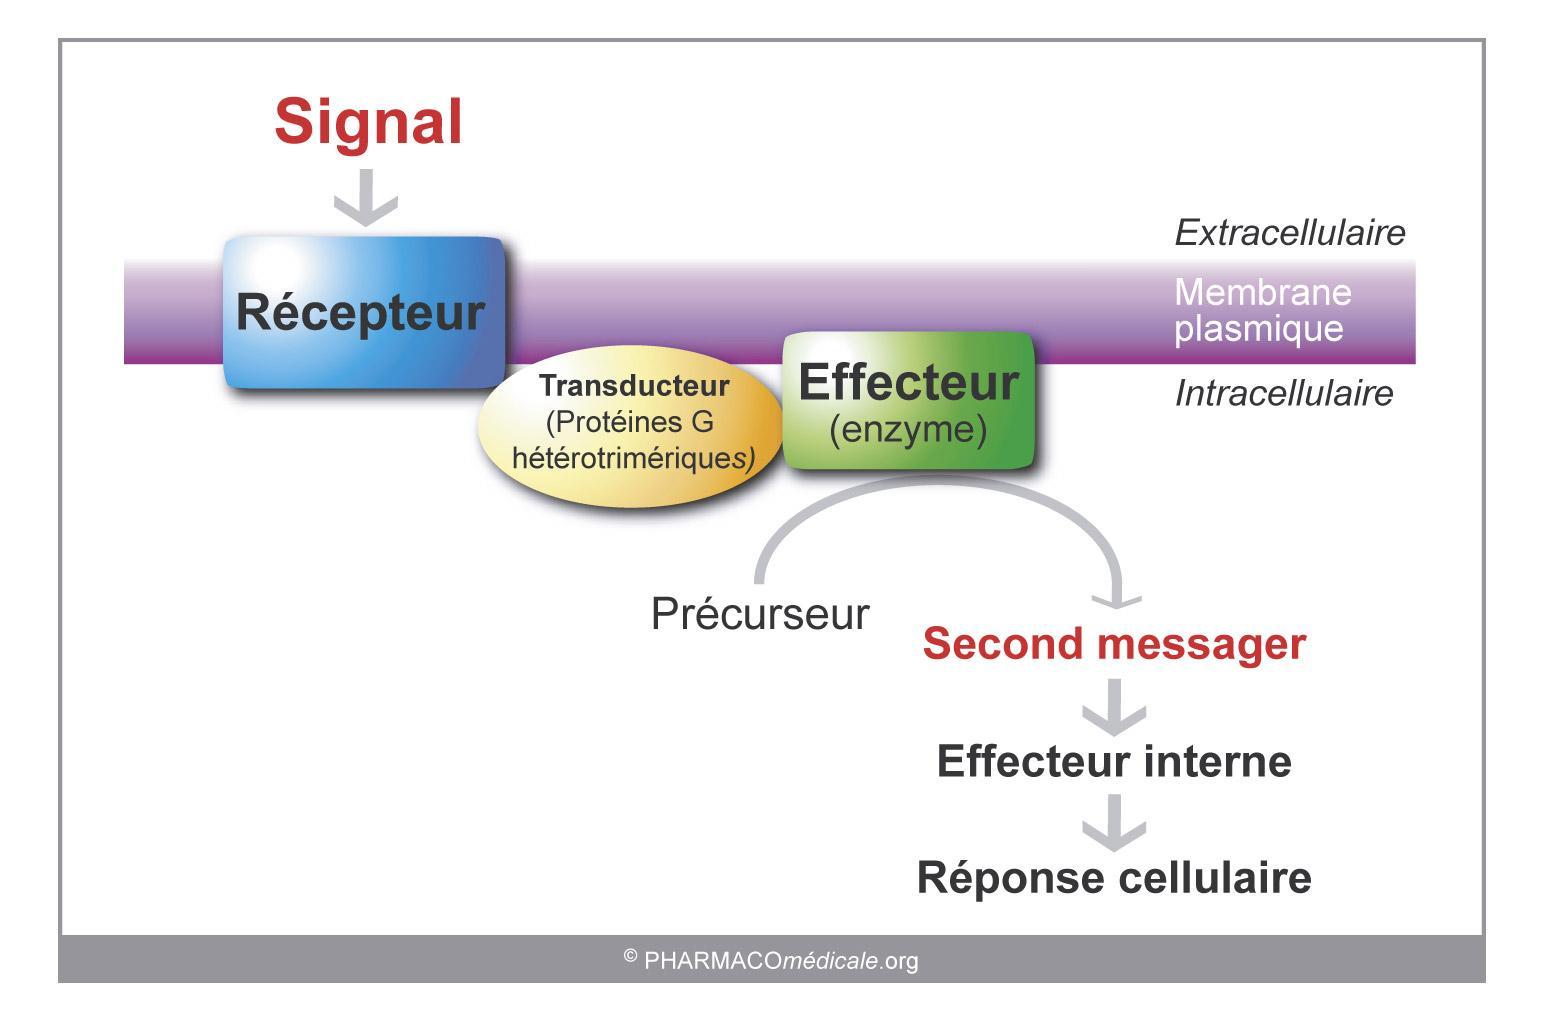 Signal
Extracellulaire
Récepteur
Membrane
plasmique
Transducteur
(Protéines G
hétérotrimériques)
Effecteur
(enzyme)
Intracellulaire
Précurseur
Second messager
Effecteur interne
Réponse cellulaire
© PHARMACOmédicale.org